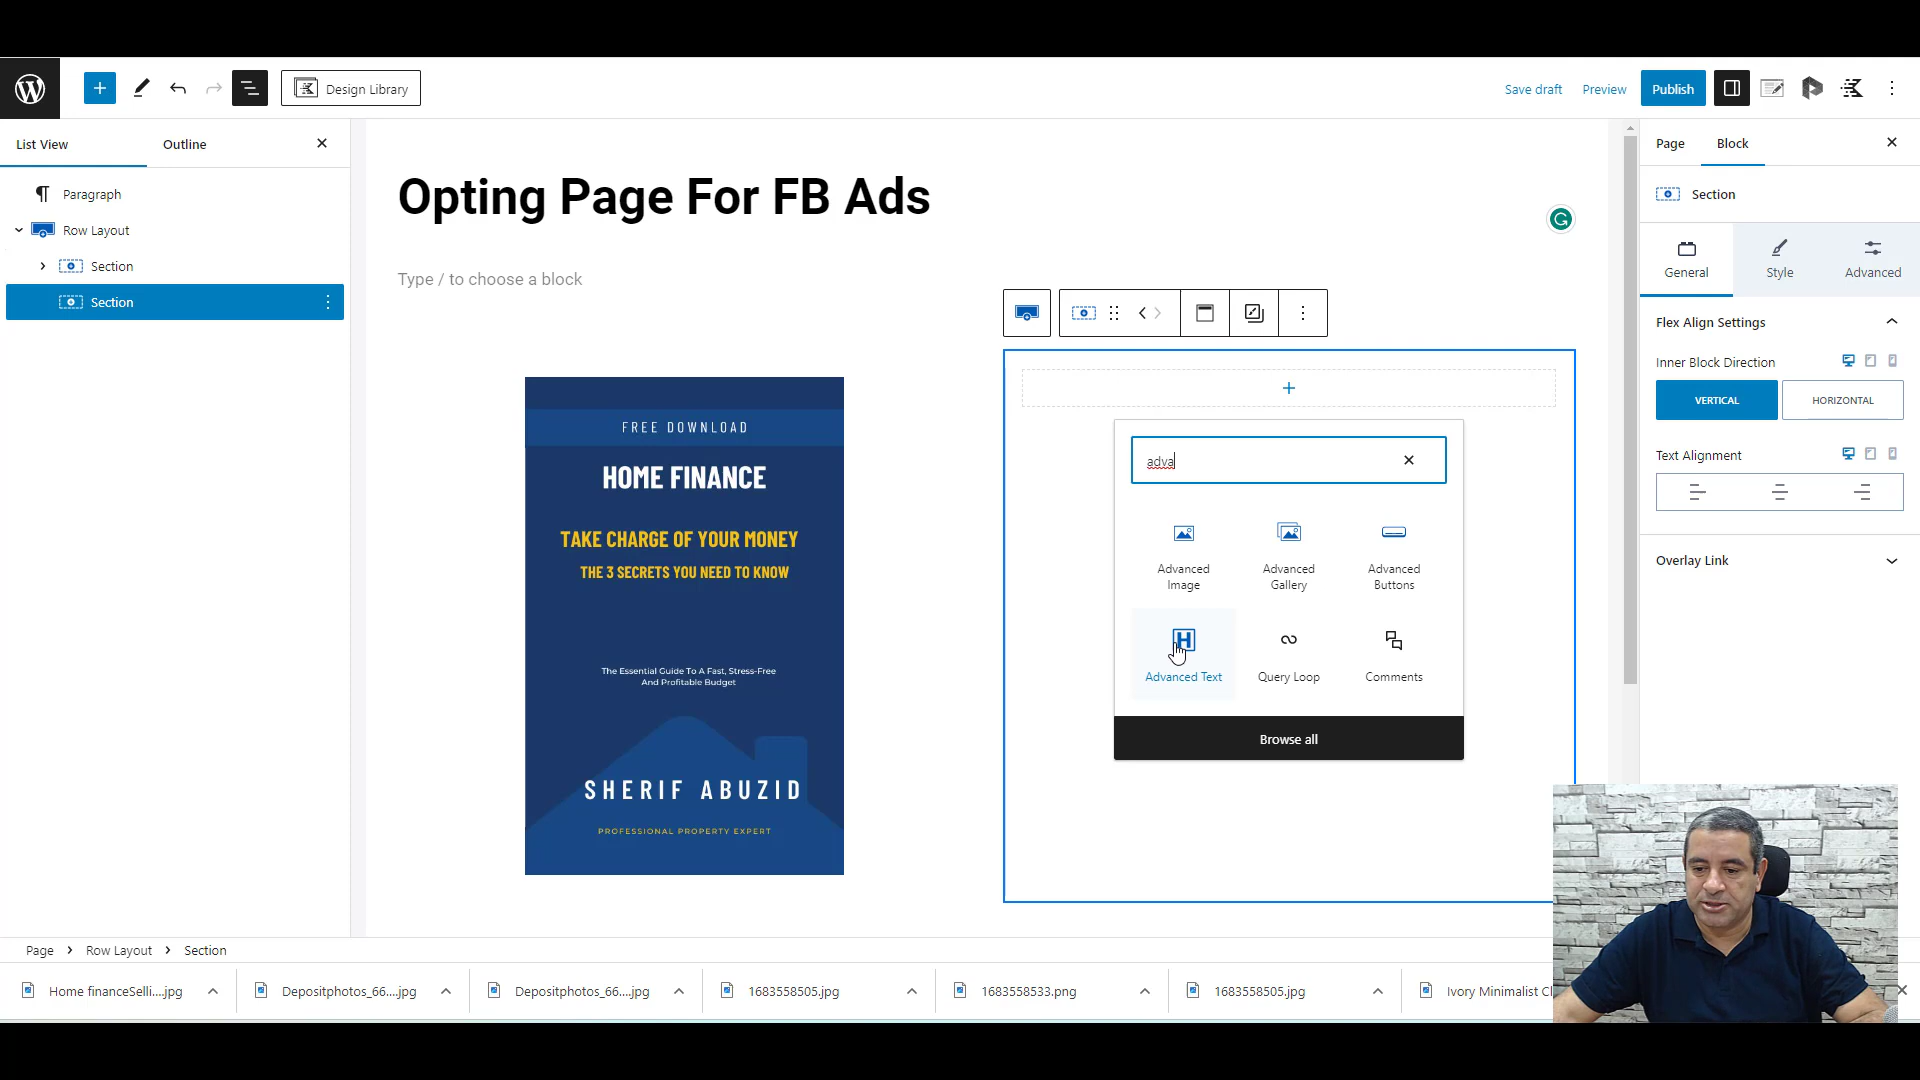 Design Library
Save draft
Preview
Publish
List View
Outline
Paragraph
Row Layout
Section
Section
Opting Page For FB Ads
Type / to choose a block
FREE DOWNLOAD
HOME FINANCE
TAKE CHARGE OF YOUR MONEY
THE 3 SECRETS YOU NEED TO KNOW
The Essential Guide To A Fast, Stress-Free
And Profitable Budget
SHERIF ABUZID
PROFESSIONAL PROPERTY EXPERT
adva
Advanced
Image
Advanced
Gallery
Advanced
Buttons
Advanced Text
Query Loop
Comments
Browse all
Page
Block
Section
General
Style
Advanced
Flex Align Settings
Inner Block Direction
VERTICAL
HORIZONTAL
Text Alignment
Overlay Link
Page
Row Layout
Section
Home financeSelli....jpg
Depositphotos_66....jpg
Depositphotos_66....jpg
1683558505.jpg
1683558533.png
1683558505.jpg
Ivory Minimalist Cl